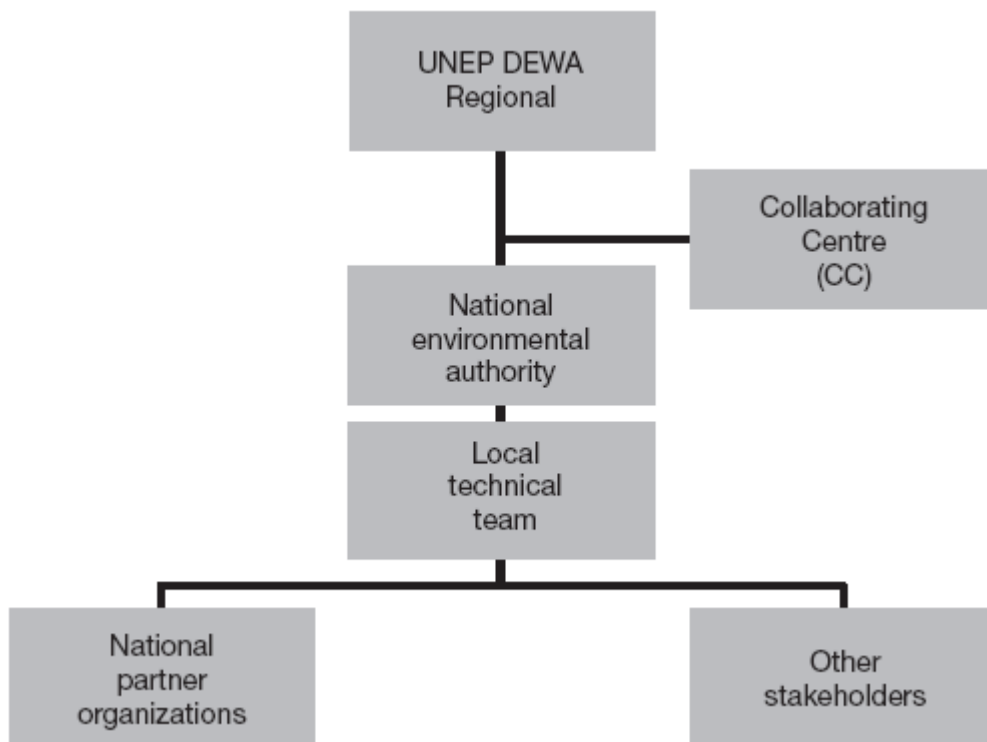 UNEP DEWA
Regional
Collaborating
Centre
(CC)
National
environmental
authority
Local
technical
team
National
partner
organizations
Other
stakeholders